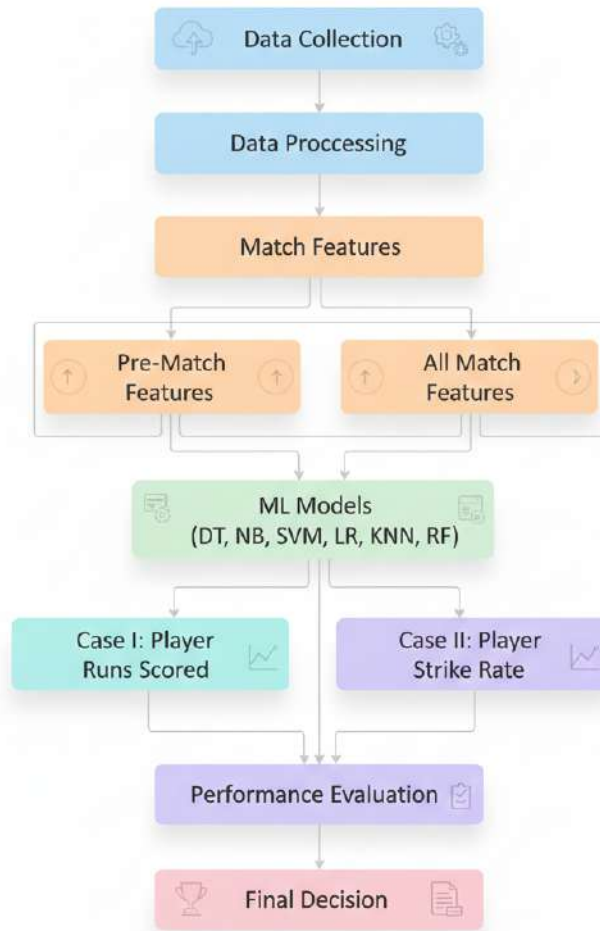 Data Collection
Data Proccessing
Match Features
Pre-Match
Features
All Match
Features
ML Models
(DT, NB, SVM, LR, KNN, RF)
Case I: Player
Runs Scored
Case II: Player
Strike Rate
Performance Evaluation
Final Decision